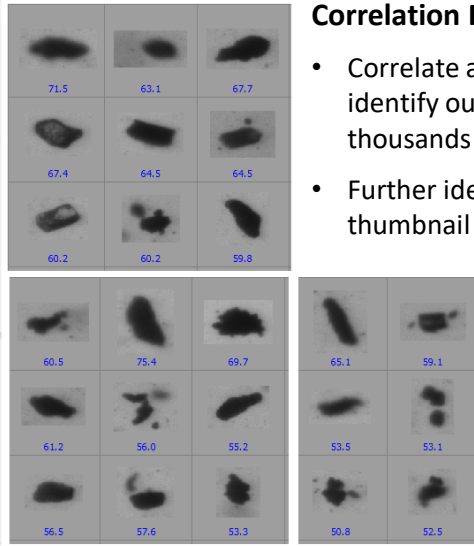 Correlation
• Correlate
identify
thousands
• Further
thumbnail
71.5 63.1 67.7
67.4 64.5 64.5
60.2 60.2 59.8
60.5 75.4 69.7
61.2 56.0 55.2
56.5 57.6 53.3
65.1 59.1
53.5 53.1
50.8 52.5